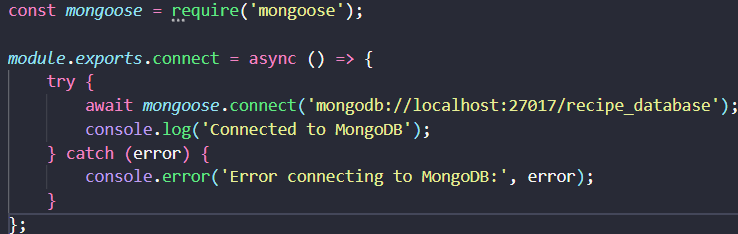 const mongoose = require('mongoose');
module.exports.connect = async () => {
try {
await mongoose.connect('mongodb://localhost:27017/recipe_database');
console.log('Connected to MongoDB');
} catch (error) {
console.error('Error connecting to MongoDB:', error);
}
};